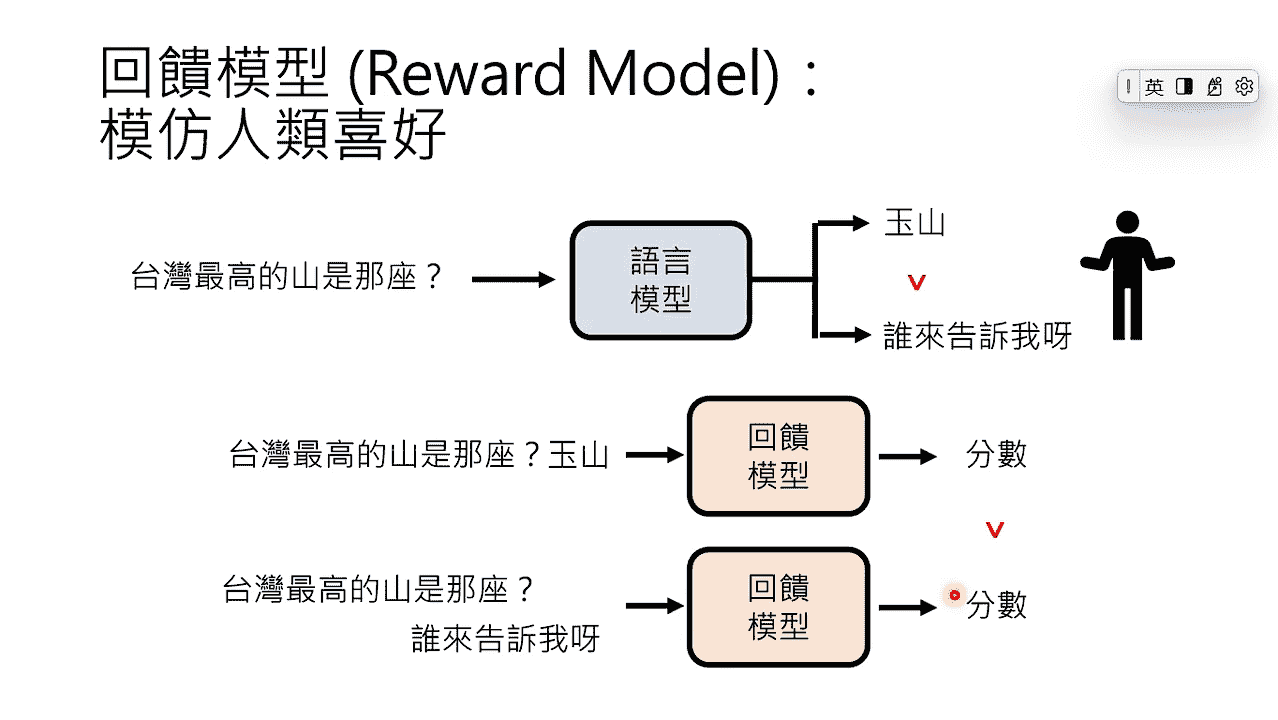 回饋模型 (Reward Model)：
模仿人類喜好
英
台灣最高的山是那座？
語言
模型
玉山
v
誰來告訴我呀
台灣最高的山是那座？玉山
回饋
模型
分數
v
台灣最高的山是那座？
誰來告訴我呀
回饋
模型
分數